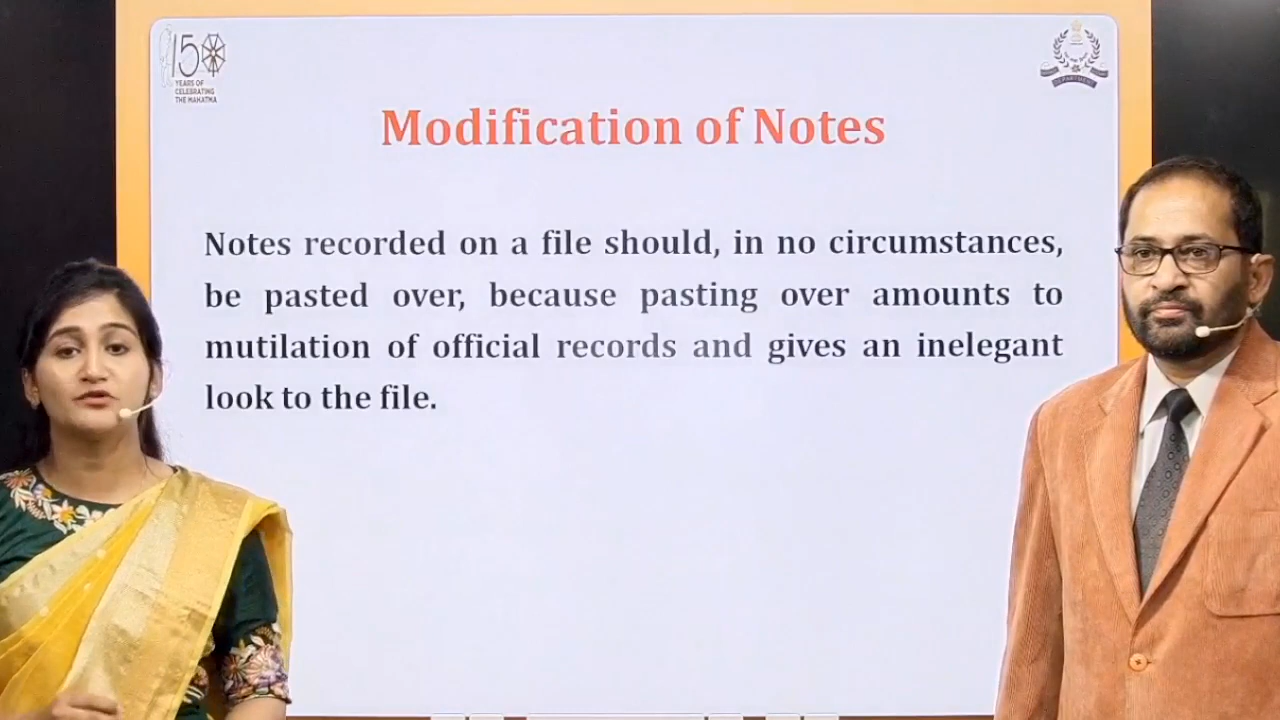 150
YEARS OF
CELEBRATING
THE MAHATMA
DEPARTMENT
Modification of Notes
Notes recorded on a file should, in no circumstances,
be pasted over, because pasting over amounts to
mutilation of official records and gives an inelegant
look to the file.